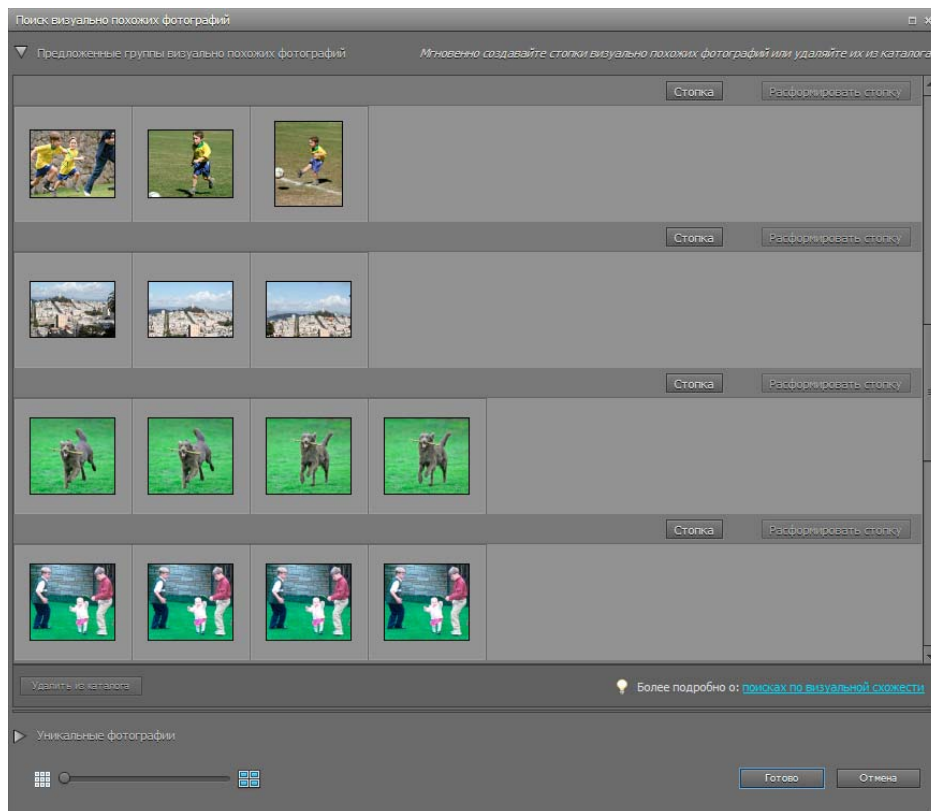 Поиск визуально похожих фотографий
Предложенные группы визуально похожих фотографий Мгновенно создавайте стопки визуально похожих фотографий или удаляйте их из каталога
Стопка Расформировать стопку
Стопка Расформировать стопку
Стопка Расформировать стопку
Стопка Расформировать стопку
Удалить из каталога Более подробно о: поисках по визуальной схожести
Уникальные фотографии
Готово Отмена